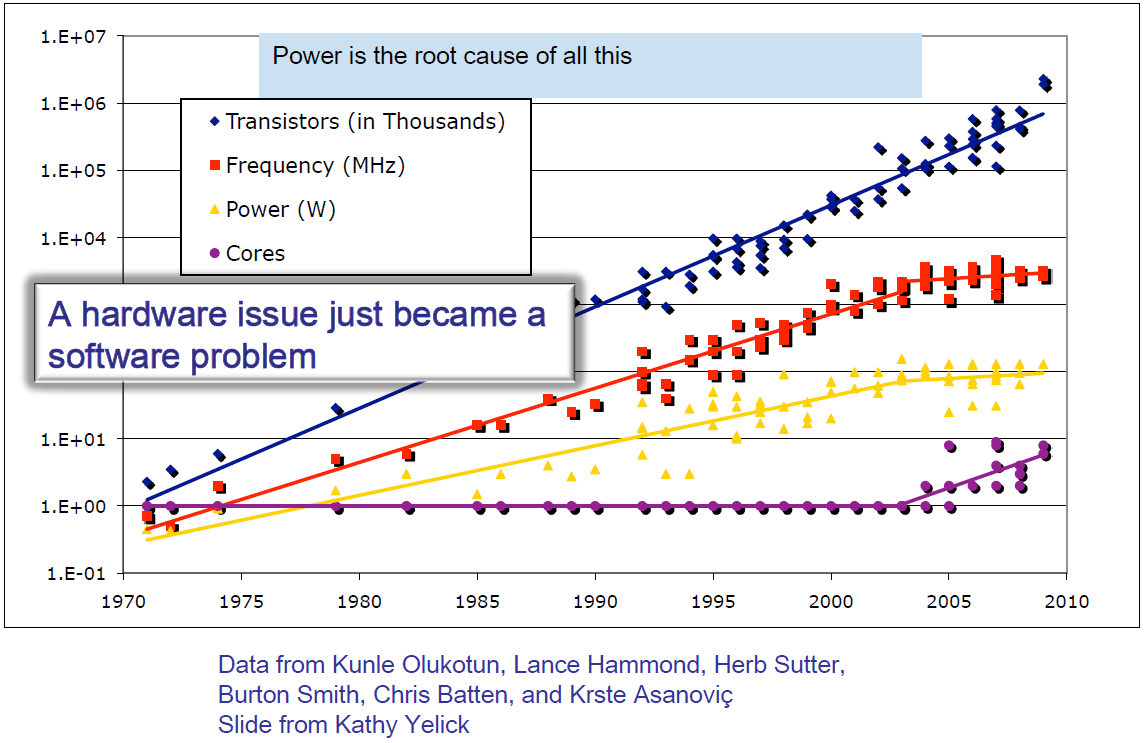 Power is the root cause of all this
1.E+07
1.E+06
1.E+05
1.E+04
1.E+01
1.E+00
1.E-01
Transistors (in Thousands)
Frequency (MHz)
Power (W)
Cores
A hardware issue just became a
software problem
1970 1975 1980 1985 1990 1995 2000 2005 2010
Data from Kunle Olukotun, Lance Hammond, Herb Sutter,
Burton Smith, Chris Batten, and Krste Asanoviç
Slide from Kathy Yelick